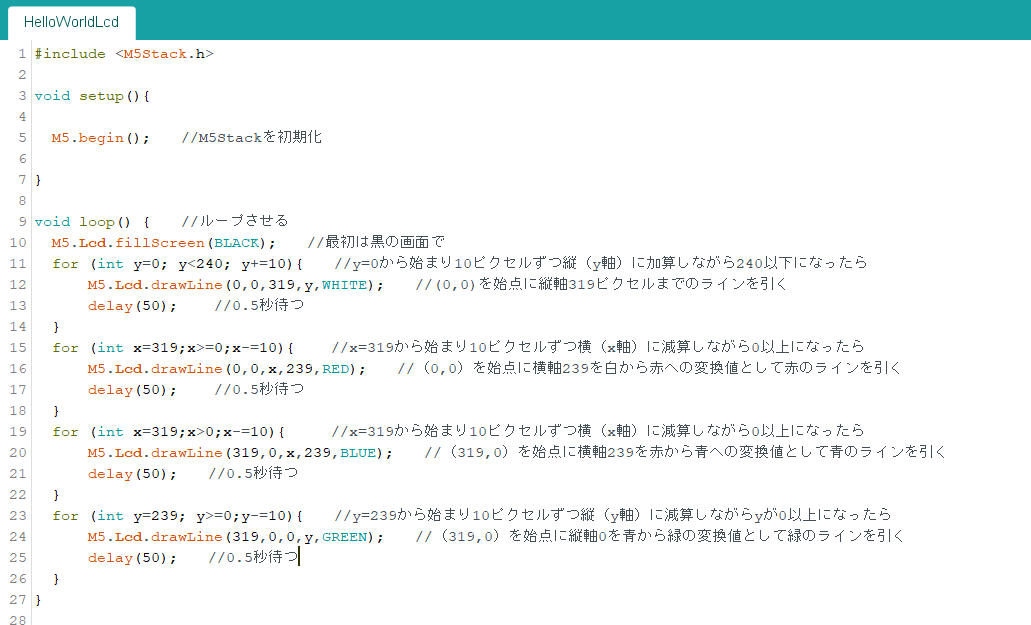 HelloWorldLcd
1 #include <M5Stack.h>
2
3 void setup(){
4
5 M5.begin(); //M5Stackを初期化
6
7 }
8
9 void loop() { //ループさせる
10 M5.Lcd.fillScreen(BLACK); //最初は黒の画面で
11 for (int y=0; y<240; y+=10){ //y=0から始まり10ピクセルずつ縦（y軸）に加算しながら240以下になったら
12 M5.Lcd.drawLine(0,0,319,y,WHITE); //(0,0)を始点に縦軸319ピクセルまでのラインを引く
13 delay(50); //0.5秒待つ
14 }
15 for (int x=319;x>=0;x-=10){ //x=319から始まり10ピクセルずつ横（x軸）に減算しながら0以上になったら
16 M5.Lcd.drawLine(0,0,x,239,RED); //（0,0）を始点に横軸239を白から赤への変換値として赤のラインを引く
17 delay(50); //0.5秒待つ
18 }
19 for (int x=319;x>0;x-=10){ //x=319から始まり10ピクセルずつ横（x軸）に減算しながら0以上になったら
20 M5.Lcd.drawLine(319,0,x,239,BLUE); //（319,0）を始点に横軸239を赤から青への変換値として青のラインを引く
21 delay(50); //0.5秒待つ
22 }
23 for (int y=239; y>=0;y-=10){ //y=239から始まり10ピクセルずつ縦（y軸）に減算しながらyが0以上になったら
24 M5.Lcd.drawLine(319,0,0,y,GREEN); //（319,0）を始点に縦軸0を青から緑の変換値として緑のラインを引く
25 delay(50); //0.5秒待つ
26 }
27 }
28